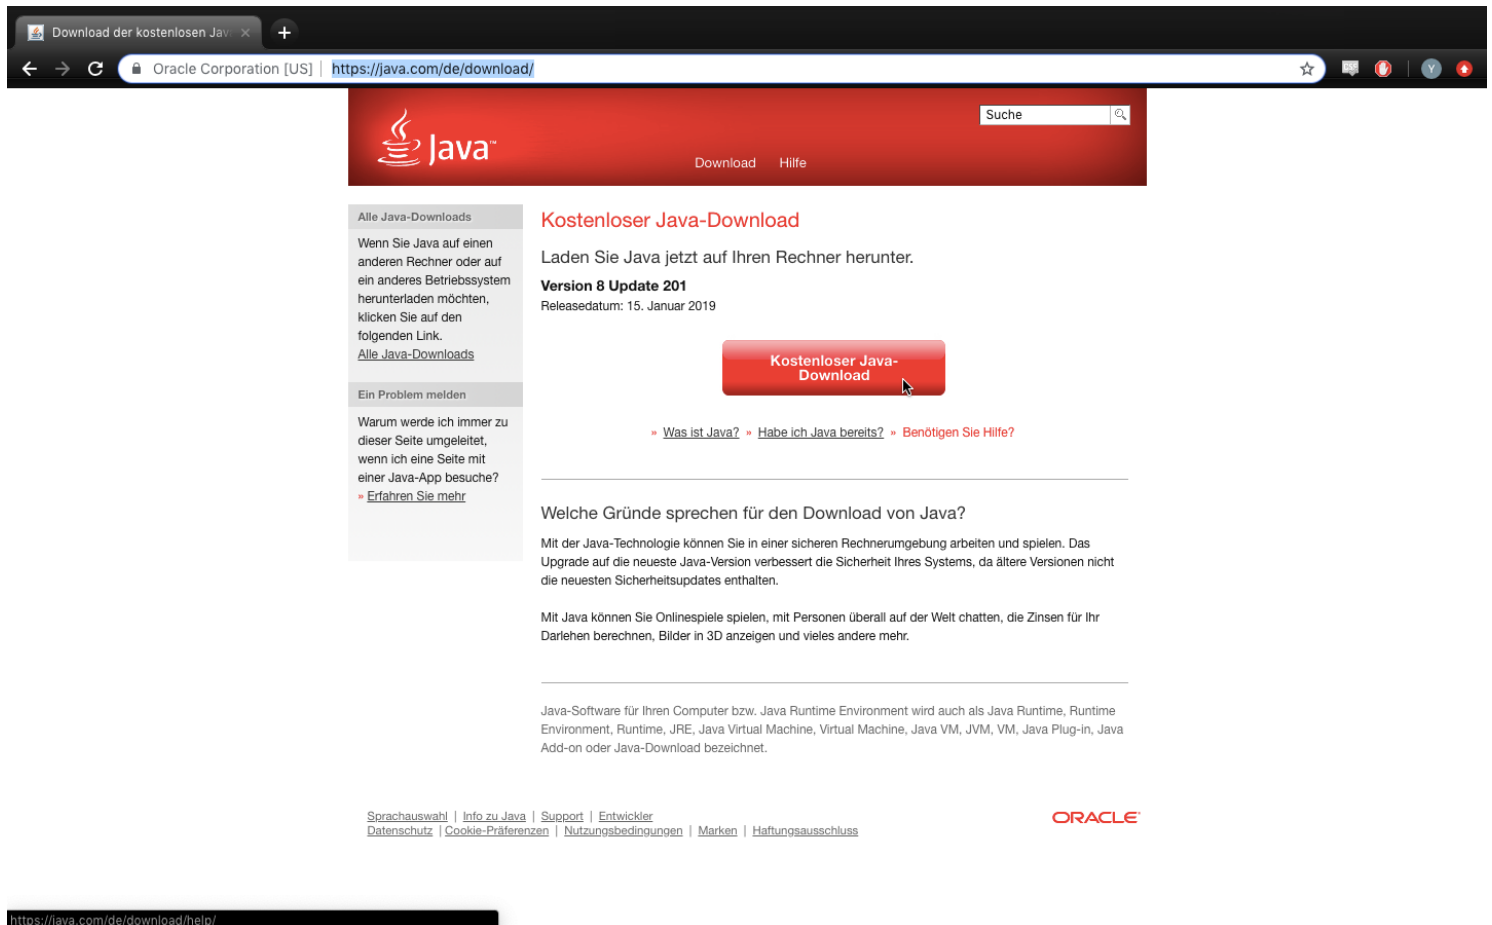 Download der kostenlosen Jav
Oracle Corporation [US] | https://java.com/de/download/
Y
Java™
Suche
Download Hilfe
Alle Java-Downloads
Wenn Sie Java auf einen
anderen Rechner oder auf
ein anderes Betriebssystem
herunterladen möchten,
klicken Sie auf den
folgenden Link.
Alle Java-Downloads
Ein Problem melden
Warum werde ich immer zu
dieser Seite umgeleitet,
wenn ich eine Seite mit
einer Java-App besuche?
» Erfahren Sie mehr
Kostenloser Java-Download
Laden Sie Java jetzt auf Ihren Rechner herunter.
Version 8 Update 201
Releasedatum: 15. Januar 2019
Kostenloser Java-
Download
» Was ist Java? » Habe ich Java bereits? » Benötigen Sie Hilfe?
Welche Gründe sprechen für den Download von Java?
Mit der Java-Technologie können Sie in einer sicheren Rechnerumgebung arbeiten und spielen. Das
Upgrade auf die neueste Java-Version verbessert die Sicherheit Ihres Systems, da ältere Versionen nicht
die neuesten Sicherheitsupdates enthalten.
Mit Java können Sie Onlinespiele spielen, mit Personen überall auf der Welt chatten, die Zinsen für Ihr
Darlehen berechnen, Bilder in 3D anzeigen und vieles andere mehr.
Java-Software für Ihren Computer bzw. Java Runtime Environment wird auch als Java Runtime, Runtime
Environment, Runtime, JRE, Java Virtual Machine, Virtual Machine, Java VM, JVM, VM, Java Plug-in, Java
Add-on oder Java-Download bezeichnet.
Sprachauswahl | Info zu Java | Support | Entwickler
Datenschutz | Cookie-Präferenzen | Nutzungsbedingungen | Marken | Haftungsausschluss
ORACLE
https://java.com/de/download/help/